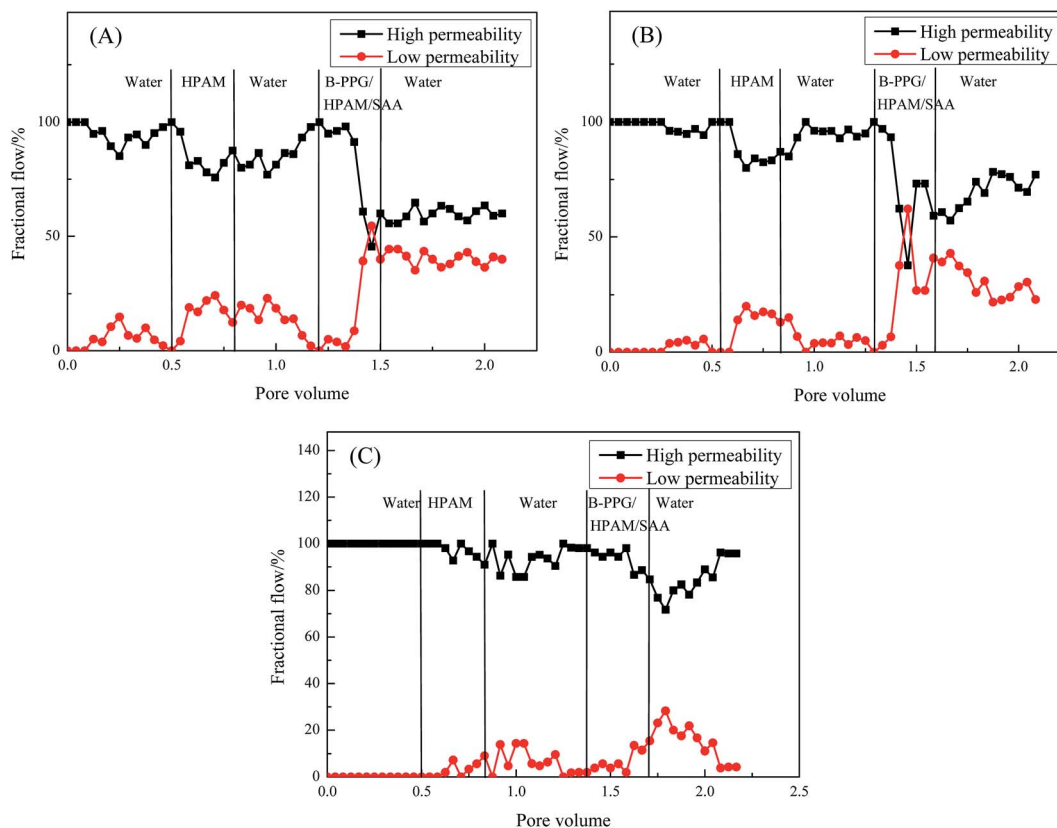 (A)
High permeability
Low permeability
Water HPAM Water B-PPG/ Water
HPAM/SAA
Fractional flow/%
100
50
0
0.0 0.5 1.0 1.5 2.0
Pore volume
(B)
High permeability
Low permeability
Water HPAM Water B-PPG/ Water
HPAM/SAA
Fractional flow/%
100
50
0
0.0 0.5 1.0 1.5 2.0
Pore volume
(C)
High permeability
Low permeability
Water HPAM Water B-PPG/ Water
HPAM/SAA
Fractional flow/%
140
120
100
80
60
40
20
0
0.0 0.5 1.0 1.5 2.0 2.5
Pore volume